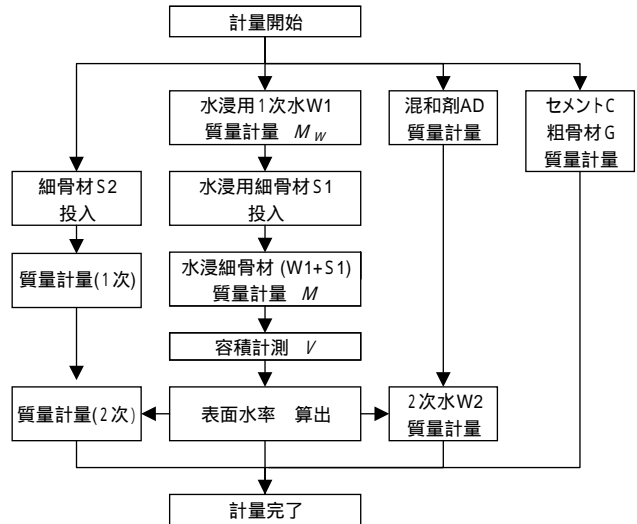 計量開始
水浸用1次水W1
質量計量 M_W
混和剤AD
質量計量
セメントC
粗骨材G
質量計量
細骨材S2
投入
水浸用細骨材S1
投入
質量計量(1次)
水浸細骨材 (W1+S1)
質量計量 M
容積計測 V
質量計量(2次)
表面水率 算出
2次水W2
質量計量
計量完了